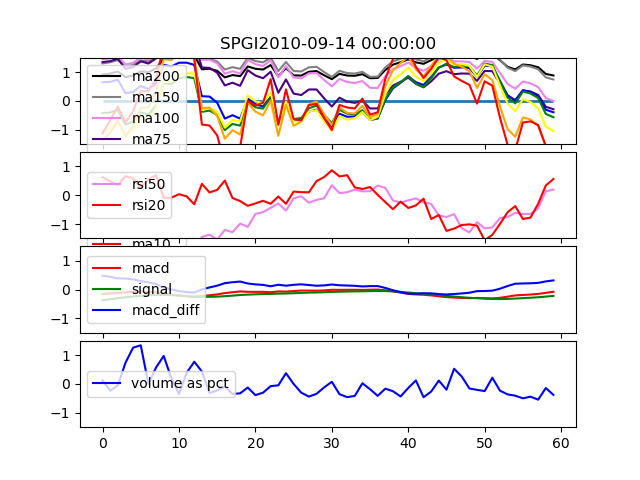 SPGI2010-09-14 00:00:00
1
0
−1
ma200
ma150
ma100
ma75
1
0
−1
rsi50
rsi20
ma10
1
0
−1
macd
signal
macd_diff
1
0
−1
volume as pct
0 10 20 30 40 50 60